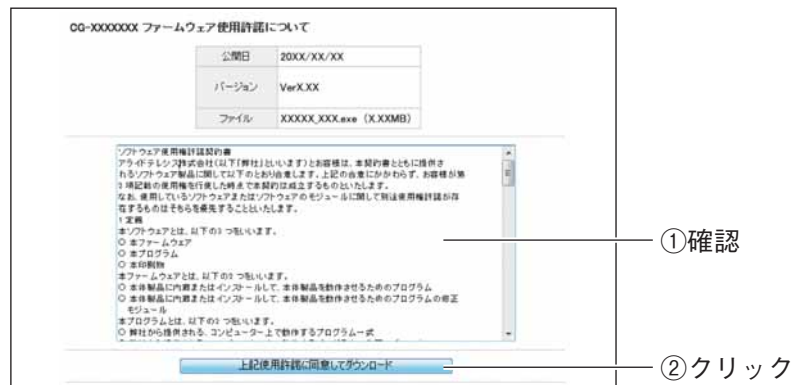 CG-XXXXXXX ファームウェア使用許諾について
公開日 20XX/XX/XX
バージョン VerX.XX
ファイル XXXXX_XXX.exe （X.XXMB）
ソフトウェア使用権許諾契約書
アライドテレシス株式会社（以下「弊社」といいます）とお客様は、本契約書とともに提供さ
れるソフトウェア製品に関して以下のとおり合意します。上記の合意にかかわらず、お客様が第
3 項記載の使用権を行使した時点で本契約は成立するものといたします。
なお、使用しているソフトウェアまたはソフトウェアのモジュールに関して別途使用権許諾が存
在するものはそちらを優先することといたします。
1 定義
本ソフトウェアとは、以下の3 つをいいます。
○ 本ファームウェア
○ 本プログラム
○ 本印刷物
本ファームウェアとは、以下の2 つをいいます。
○ 本体製品に内蔵またはインストールして、本体製品を動作させるためのプログラム
○ 本体製品に内蔵またはインストールして、本体製品を動作させるためのプログラムの修正
モジュール
本プログラムとは、以下の3 つをいいます。
○ 弊社から提供される、コンピューター上で動作するプログラム一式
①確認
上記使用許諾に同意してダウンロード
②クリック